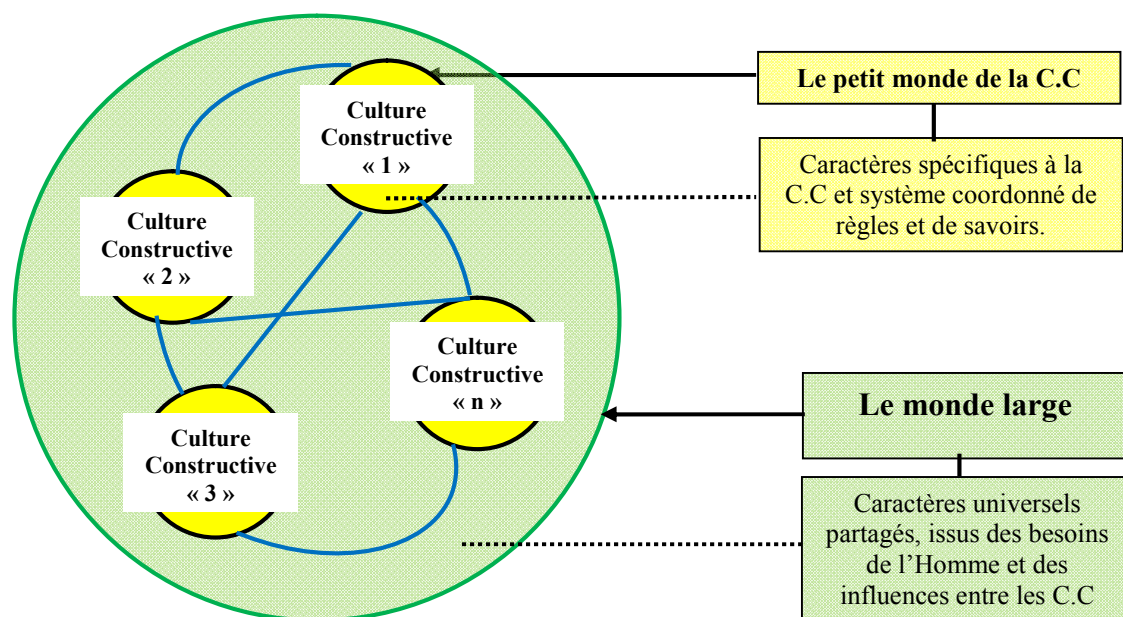 Culture
Constructive
« 1 »
Culture
Constructive
« 2 »
Culture
Constructive
« n »
Culture
Constructive
« 3 »
Le petit monde de la C.C
Caractères spécifiques à la
C.C et système coordonné de
règles et de savoirs.
Le monde large
Caractères universels
partagés, issus des besoins
de l’Homme et des
influences entre les C.C